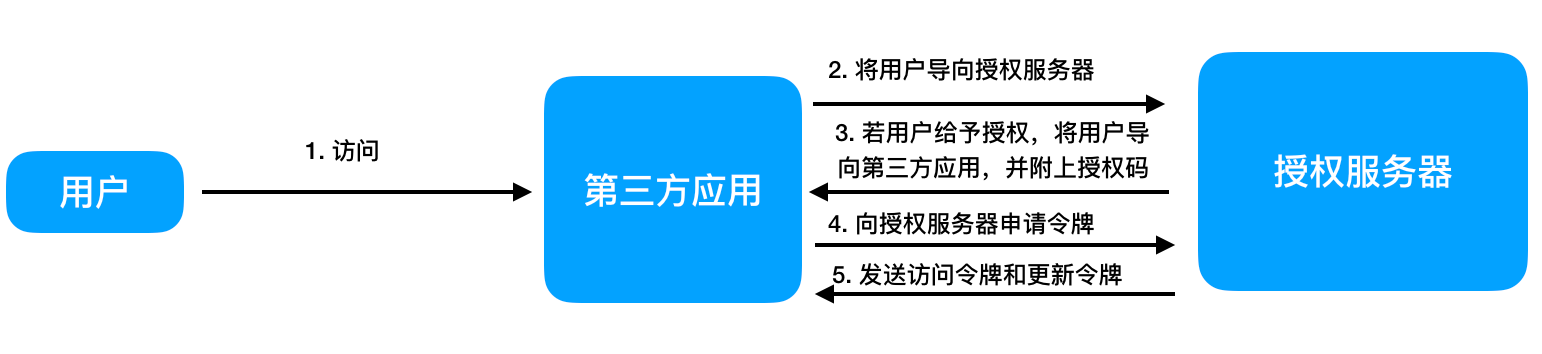 用户
1. 访问
第三方应用
2. 将用户导向授权服务器
3. 若用户给予授权，将用户导
向第三方应用，并附上授权码
4. 向授权服务器申请令牌
5. 发送访问令牌和更新令牌
授权服务器